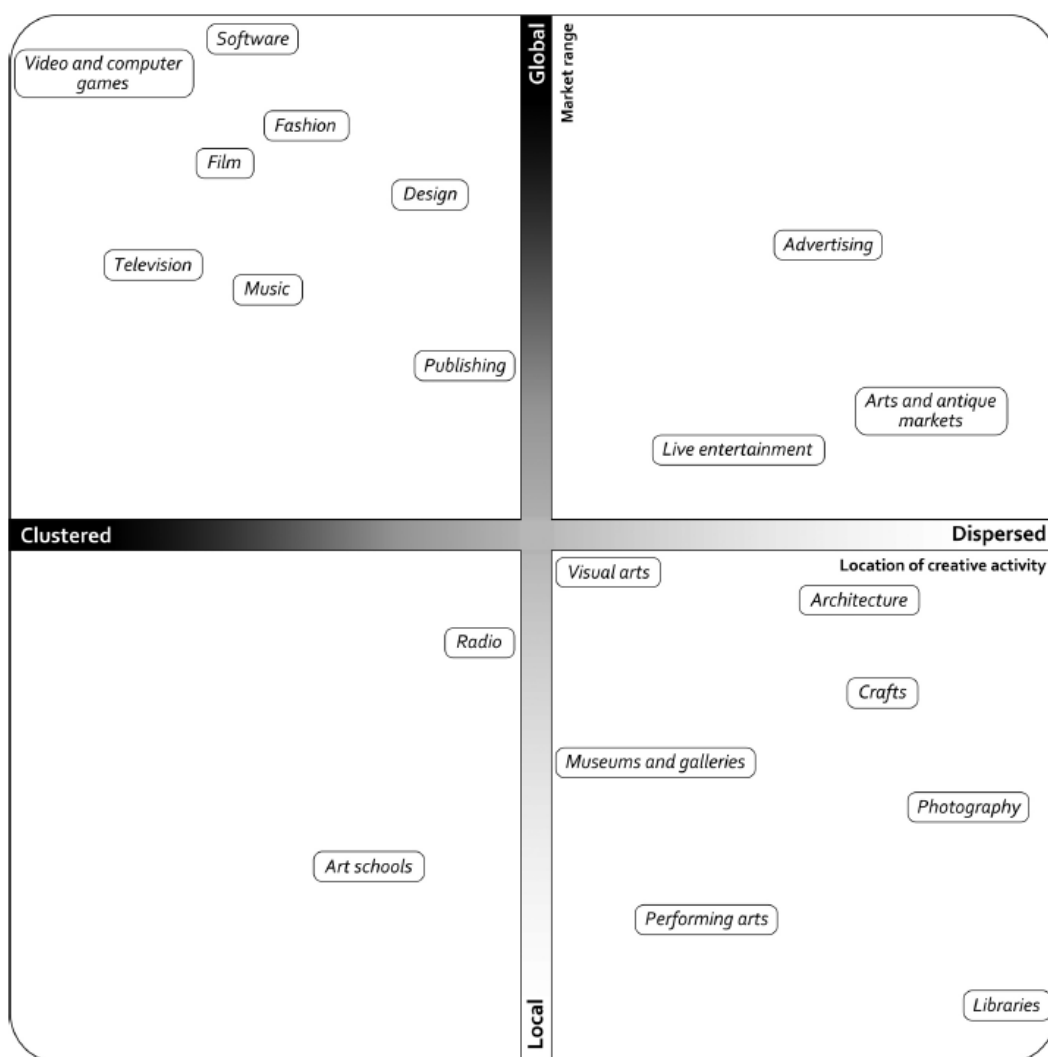 Software
Global
Market range
Video and computer
games
Fashion
Film
Design
Advertising
Television
Music
Publishing
Arts and antique
markets
Live entertainment
Clustered
Dispersed
Location of creative activity
Visual arts
Architecture
Radio
Crafts
Museums and galleries
Photography
Art schools
Performing arts
Libraries
Local